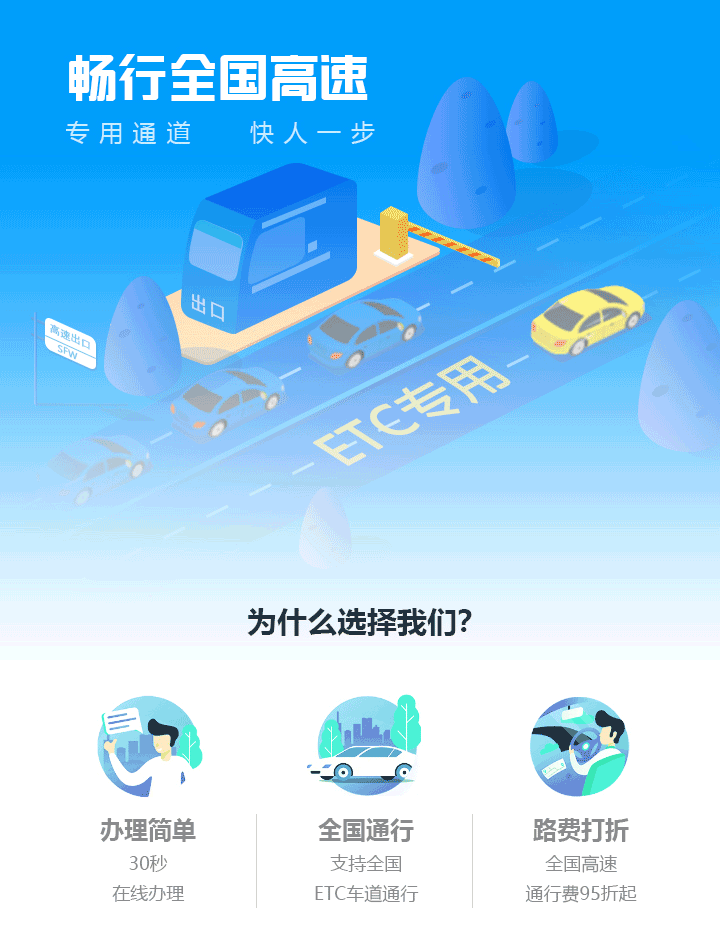 畅行全国高速
专用通道 快人一步
出口
高速出口
SFW
ETC专用
为什么选择我们?
办理简单
30秒
在线办理
全国通行
支持全国
ETC车道通行
路费打折
全国高速
通行费95折起